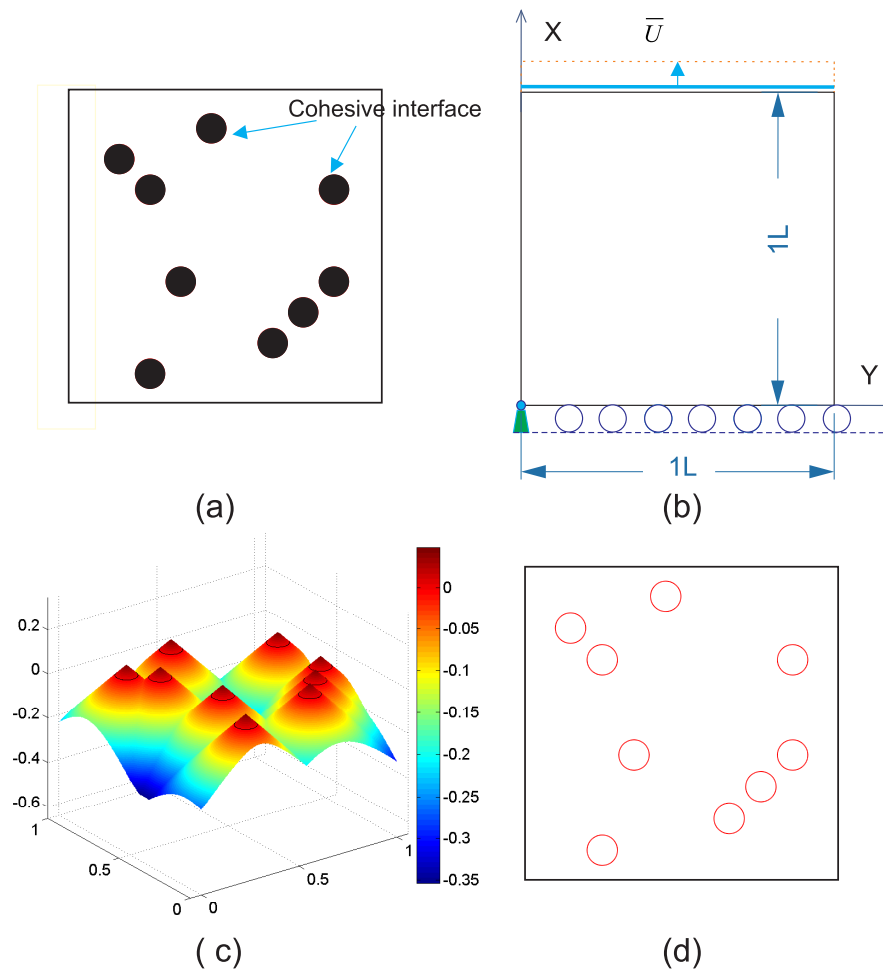 Cohesive interface
(a)
X
U̅
1L
Y
1L
(b)
0.2
0
-0.2
-0.4
-0.6
1
0.5
0
0
0.5
1
0
-0.05
-0.1
-0.15
-0.2
-0.25
-0.3
-0.35
( c)
(d)